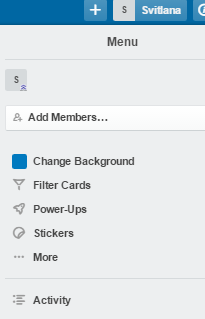 + S Svitlana
Menu
S
Add Members…
Change Background
Filter Cards
Power-Ups
Stickers
More
Activity